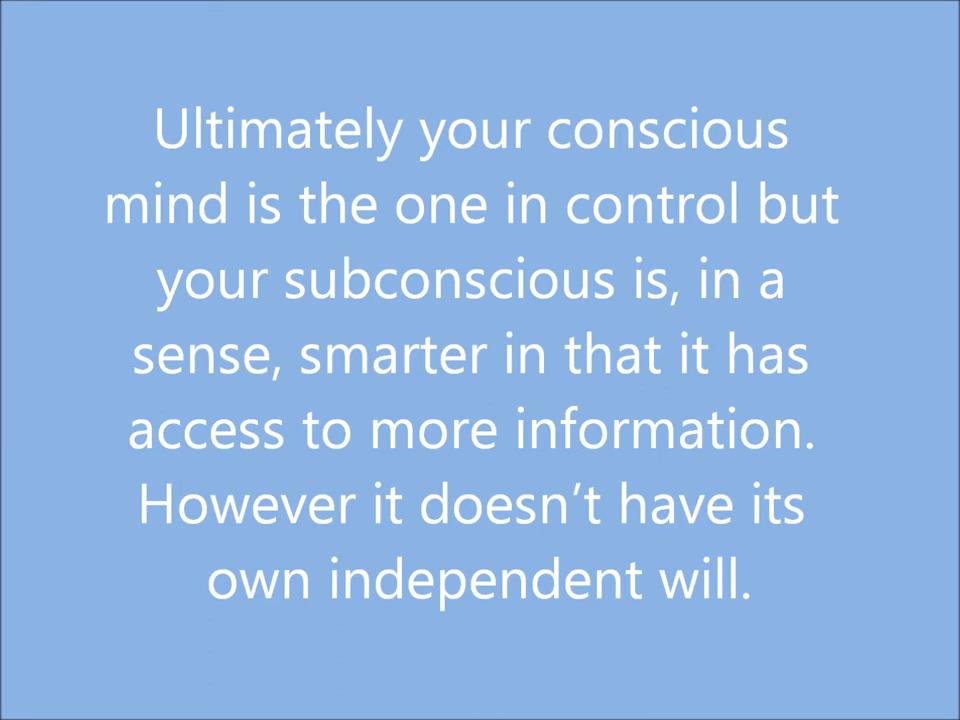 Ultimately your conscious
mind is the one in control but
your subconscious is, in a
sense, smarter in that it has
access to more information.
However it doesn’t have its
own independent will.